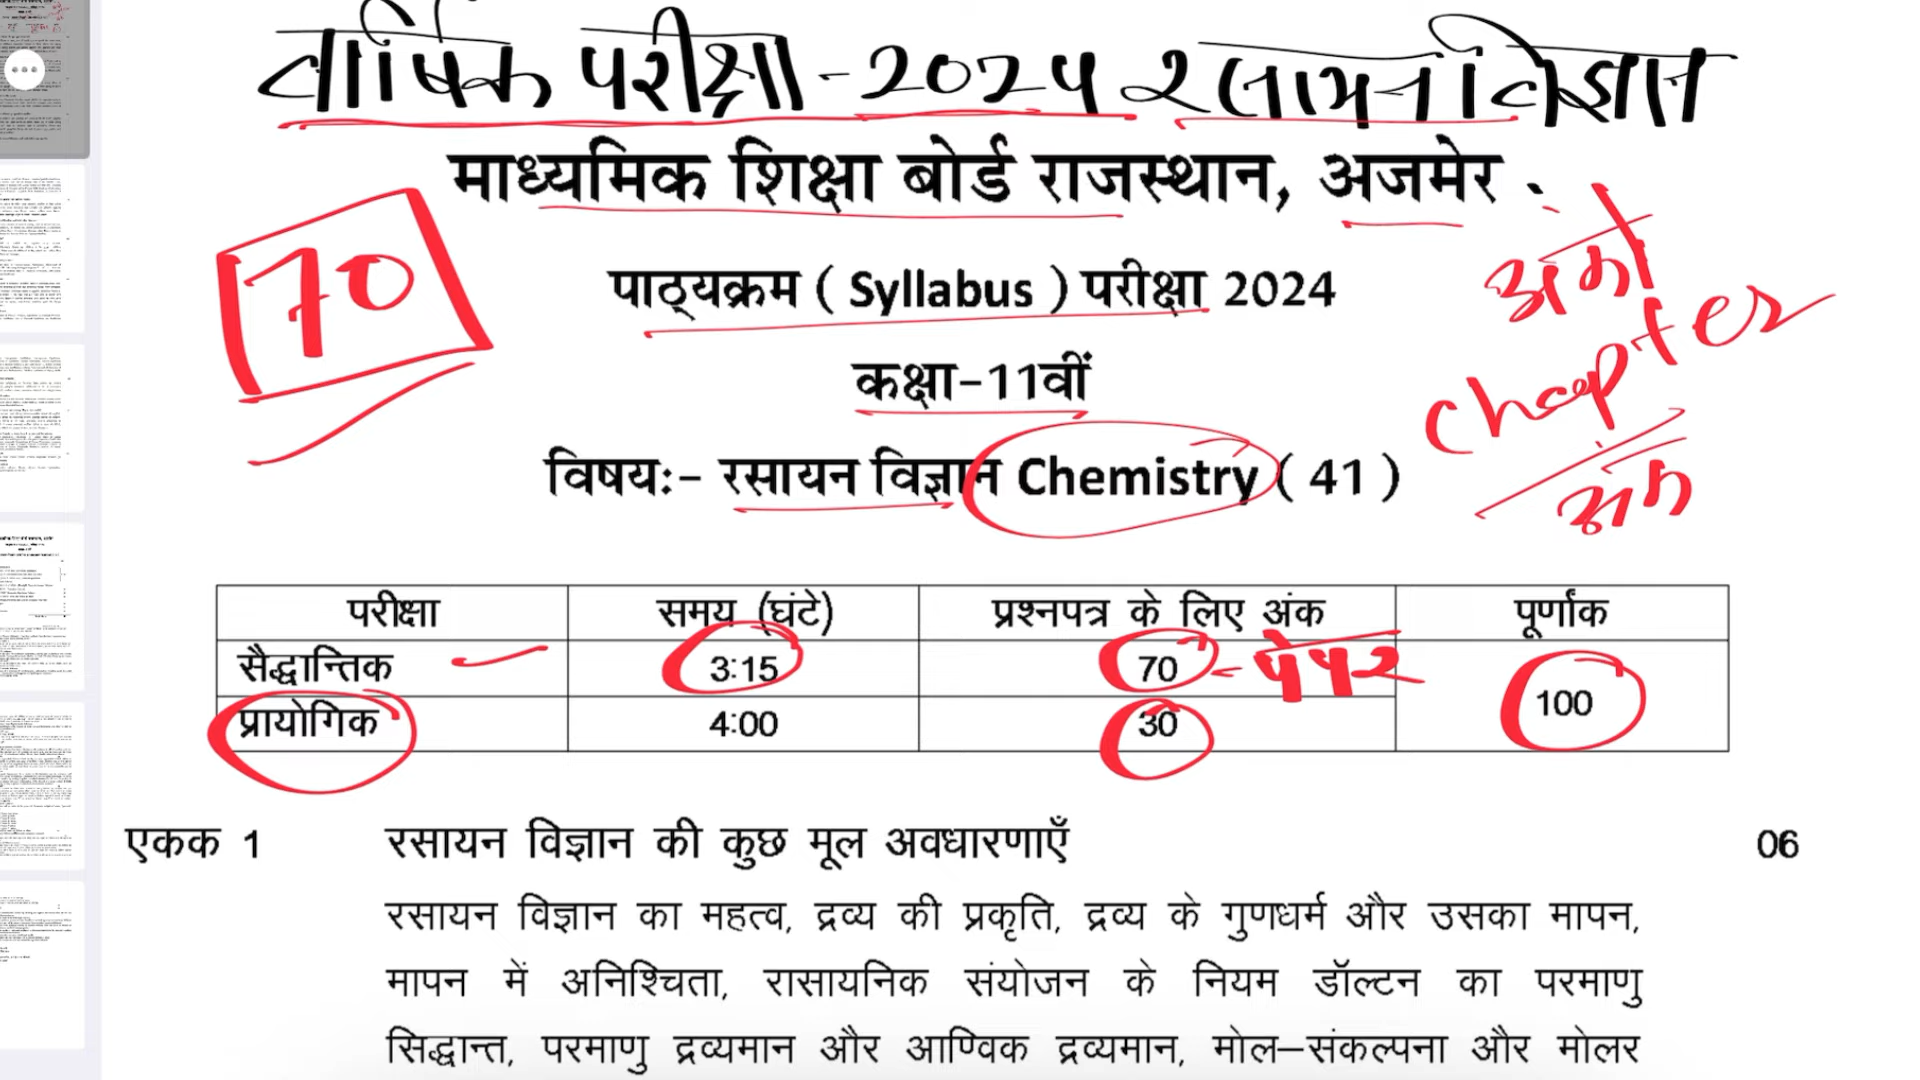 वार्षिक परीक्षा-2024 रसायन विज्ञान
माध्यमिक शिक्षा बोर्ड राजस्थान, अजमेर
70
पाठ्यक्रम ( Syllabus ) परीक्षा 2024
chapter
कक्षा-11वीं
अंक
विषयः- रसायन विज्ञान Chemistry ( 41 )
परीक्षा समय (घंटे) प्रश्नपत्र के लिए अंक पूर्णांक
सैद्धान्तिक 3:15 70 - पेपर
100
प्रायोगिक 4:00 30
एकक 1 रसायन विज्ञान की कुछ मूल अवधारणाएँ 06
रसायन विज्ञान का महत्व, द्रव्य की प्रकृति, द्रव्य के गुणधर्म और उसका मापन,
मापन में अनिश्चिता, रासायनिक संयोजन के नियम डॉल्टन का परमाणु
सिद्धान्त, परमाणु द्रव्यमान और आण्विक द्रव्यमान, मोल–संकल्पना और मोलर